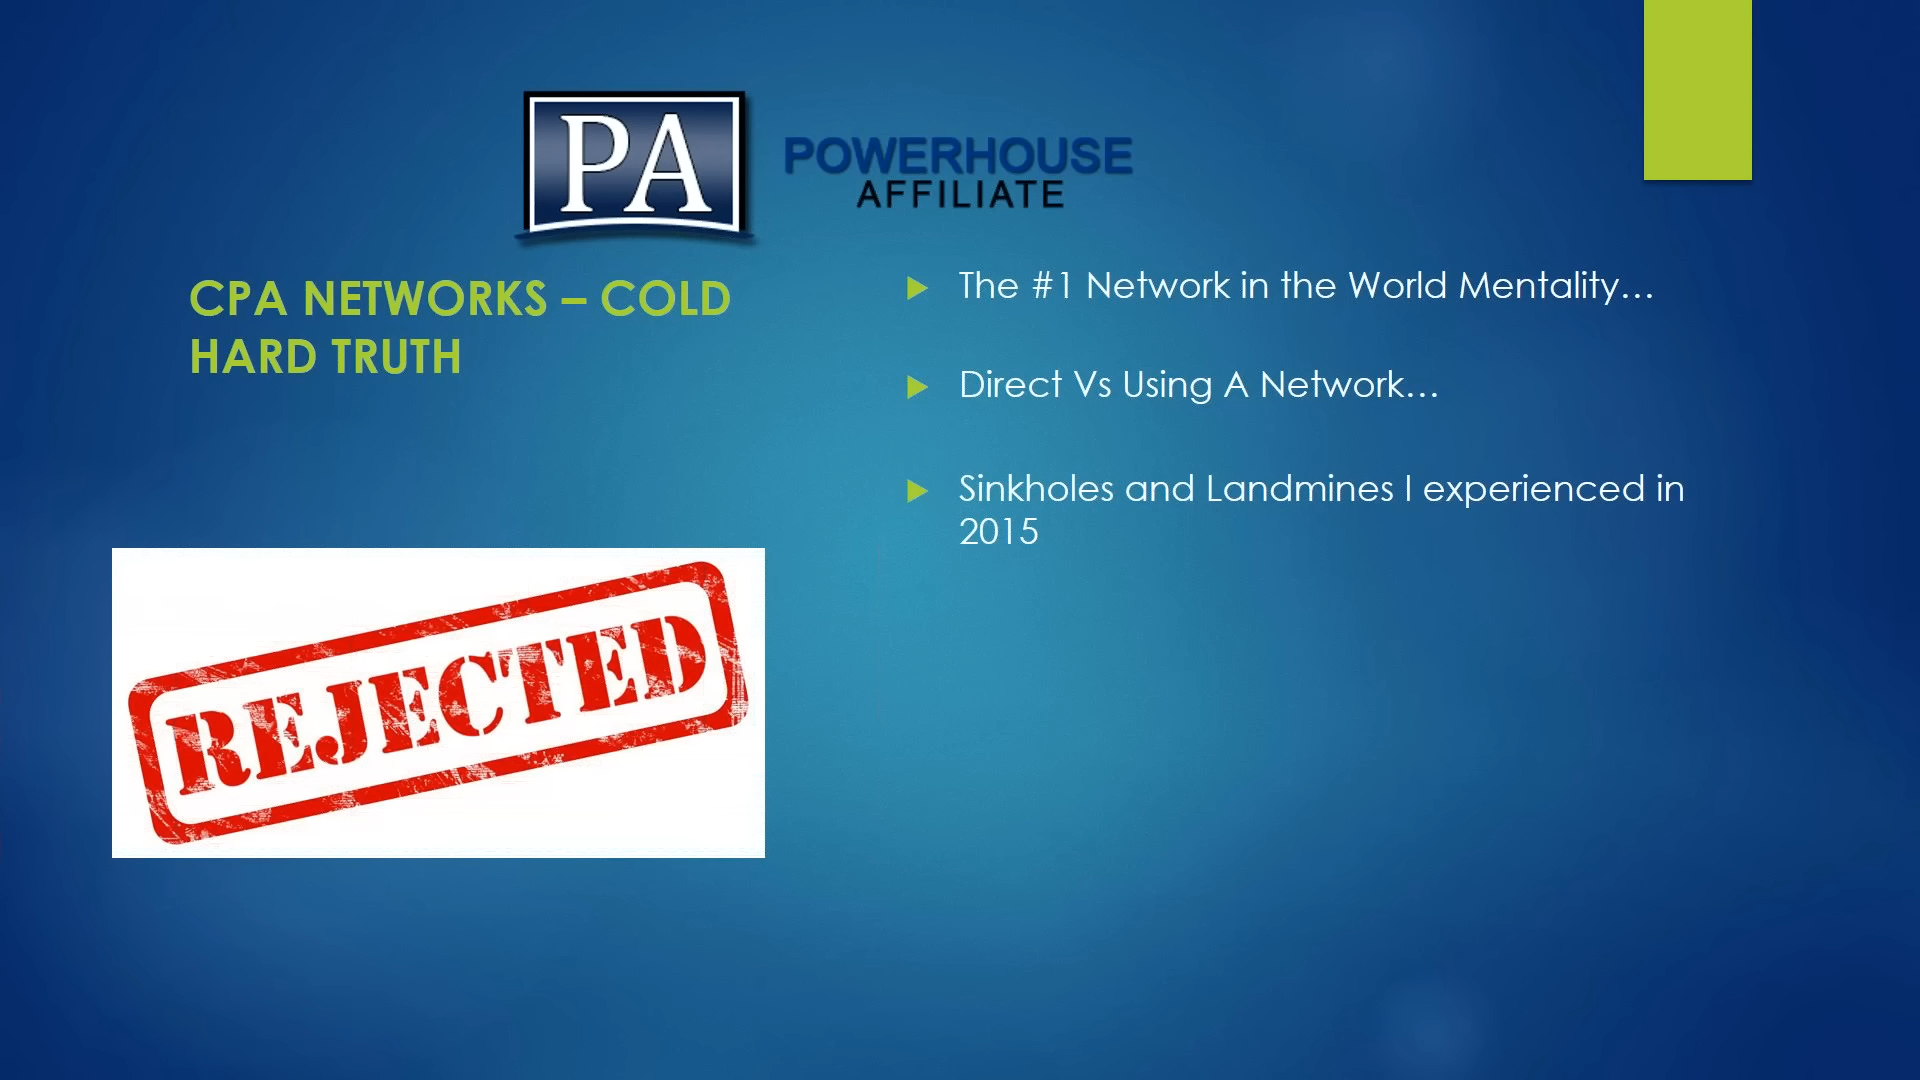 PA
POWERHOUSE
AFFILIATE
CPA NETWORKS – COLD
HARD TRUTH
REJECTED
The #1 Network in the World Mentality…
Direct Vs Using A Network…
Sinkholes and Landmines I experienced in
2015